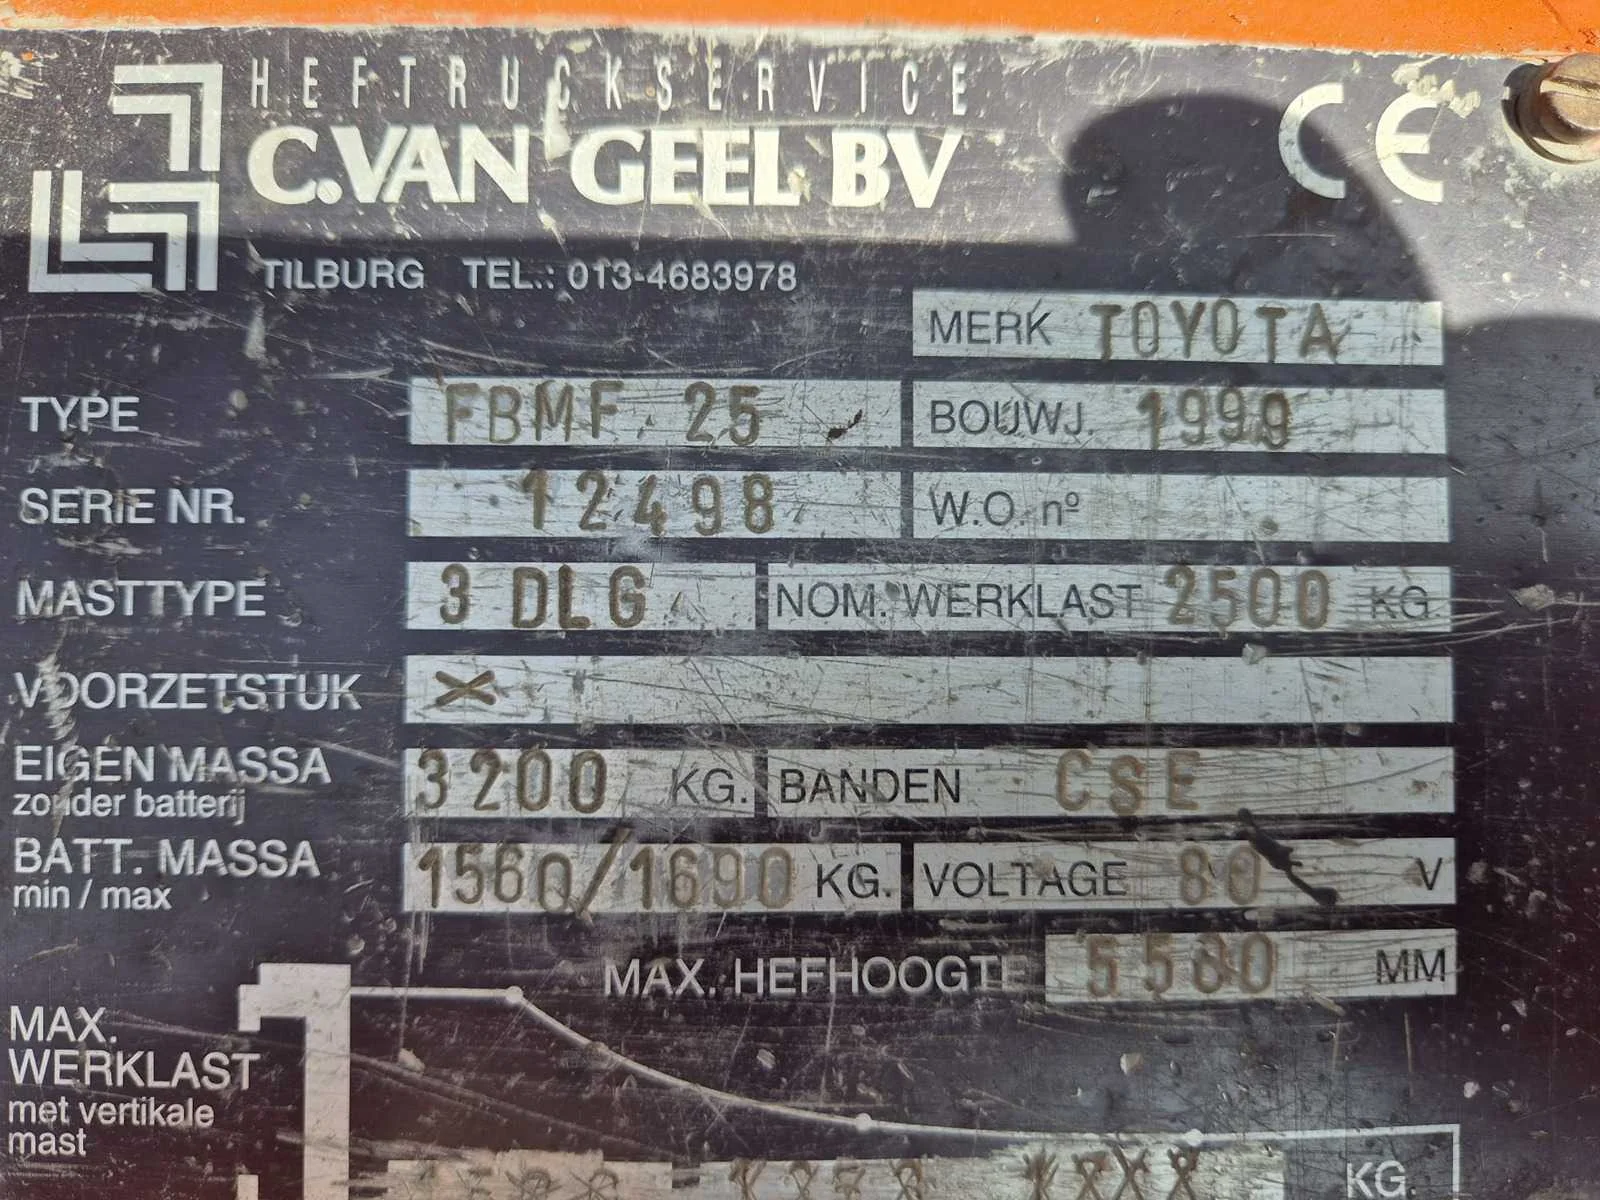 HEFTRUCKSERVICE
C.VAN GEEL BV
CE
TILBURG TEL.: 013-4683978
MERK TOYOTA
TYPE FBMF 25 BOUWJ. 1999
SERIE NR. 12498 W.O. nº
MASTTYPE 3 DLG NOM. WERKLAST 2500 KG.
VOORZETSTUK X
EIGEN MASSA 3200 KG. BANDEN CSE
zonder batterij
BATT. MASSA 1560/1690 KG. VOLTAGE 80 V
min / max
MAX. HEFHOOGTE MM
MAX.
WERKLAST
met vertikale
mast
KG.